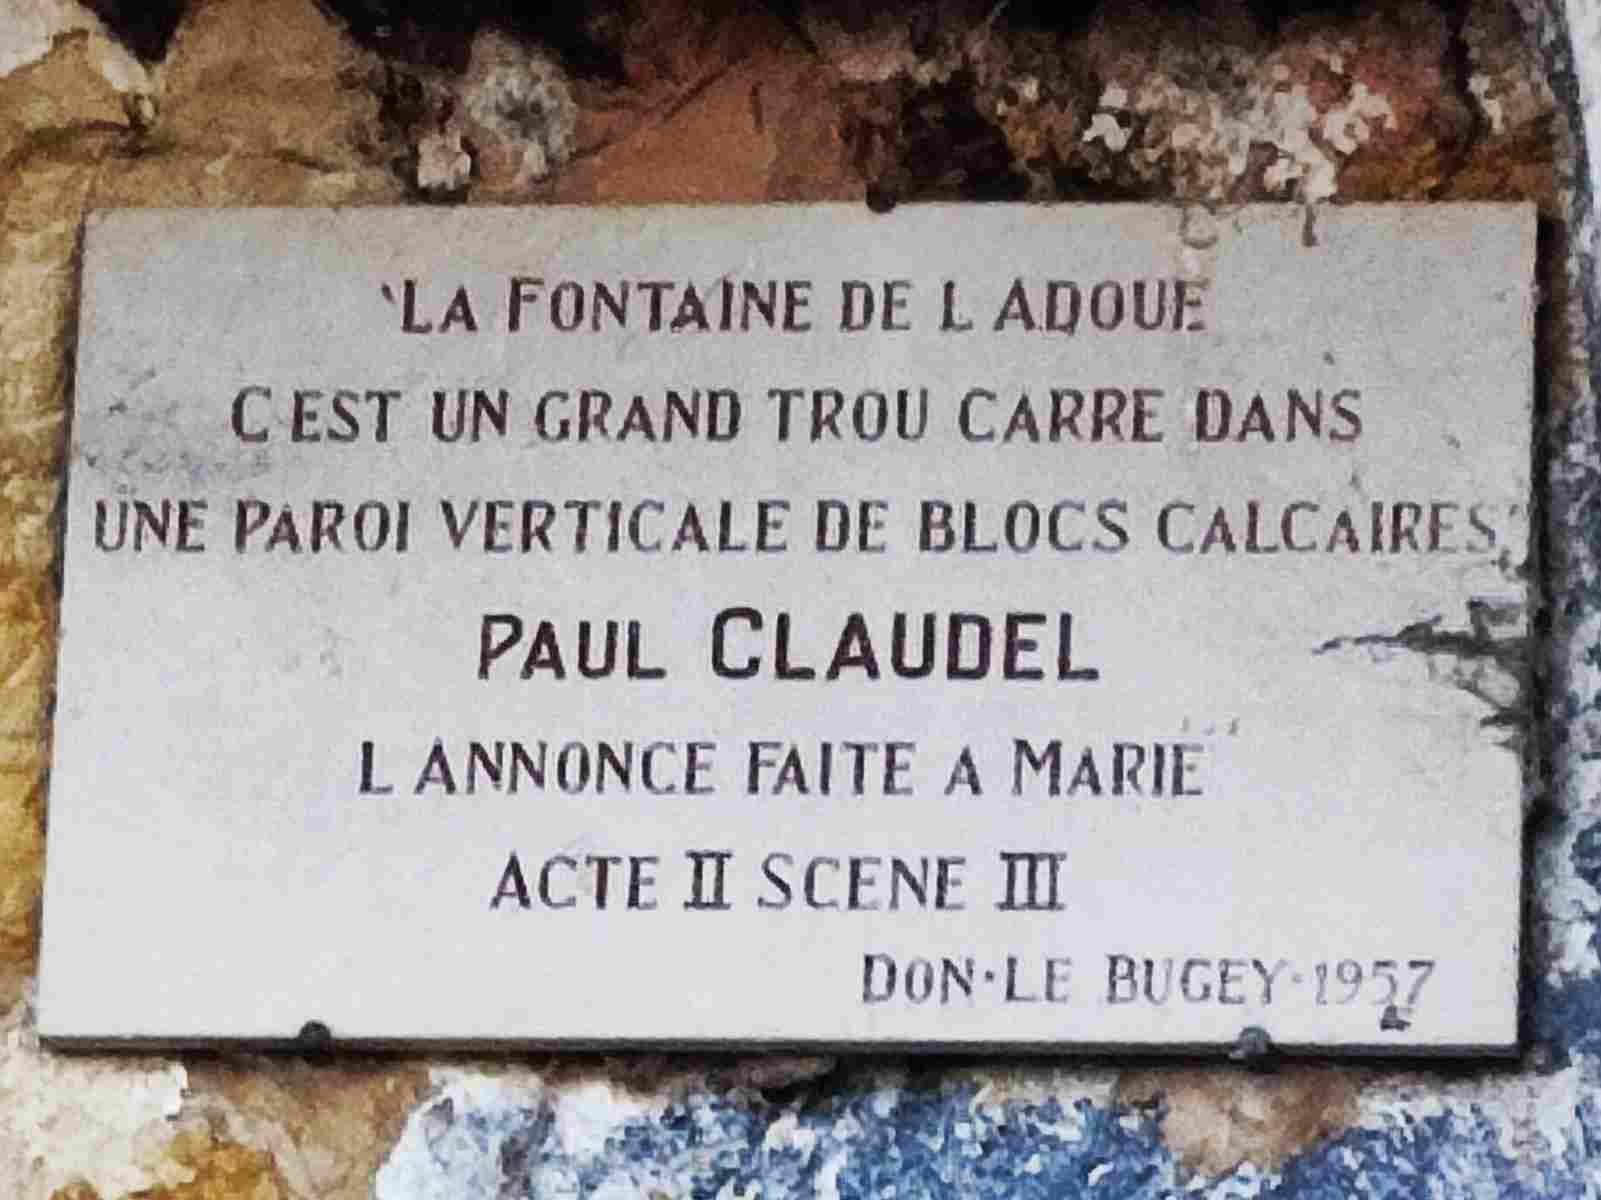 "LA FONTAINE DE L ADOUE
C EST UN GRAND TROU CARRE DANS
UNE PAROI VERTICALE DE BLOCS CALCAIRES,"
PAUL CLAUDEL
L ANNONCE FAITE A MARIE
ACTE II SCENE III
DON·LE BUGEY·1957